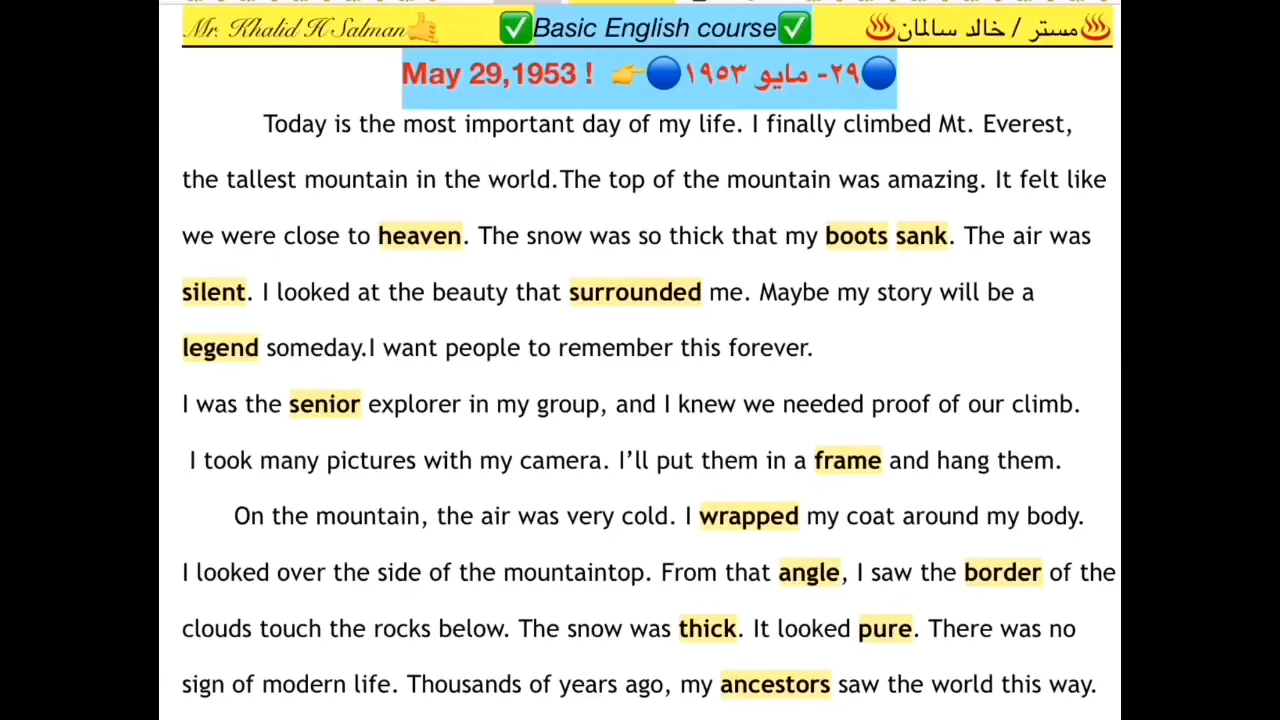 Mr. Khalid H Salman🤙 ✅Basic English course✅ ♨️مستر / خالد سالمان♨️
May 29,1953 ! 👉🔵٢٩- مايو ١٩٥٣🔵
Today is the most important day of my life. I finally climbed Mt. Everest,
the tallest mountain in the world.The top of the mountain was amazing. It felt like
we were close to heaven. The snow was so thick that my boots sank. The air was
silent. I looked at the beauty that surrounded me. Maybe my story will be a
legend someday.I want people to remember this forever.
I was the senior explorer in my group, and I knew we needed proof of our climb.
I took many pictures with my camera. I’ll put them in a frame and hang them.
On the mountain, the air was very cold. I wrapped my coat around my body.
I looked over the side of the mountaintop. From that angle, I saw the border of the
clouds touch the rocks below. The snow was thick. It looked pure. There was no
sign of modern life. Thousands of years ago, my ancestors saw the world this way.